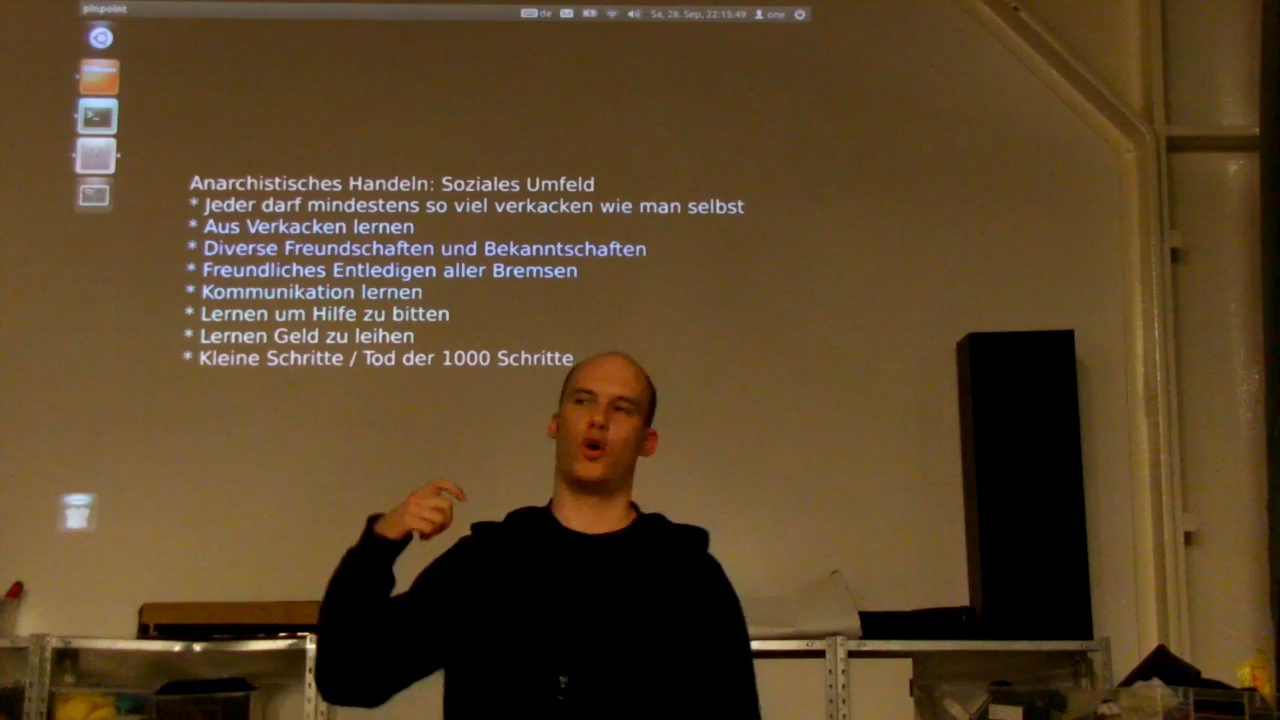 pinpoint de Sa, 28. Sep, 22:15:49 one
Anarchistisches Handeln: Soziales Umfeld
* Jeder darf mindestens so viel verkacken wie man selbst
* Aus Verkacken lernen
* Diverse Freundschaften und Bekanntschaften
* Freundliches Entledigen aller Bremsen
* Kommunikation lernen
* Lernen um Hilfe zu bitten
* Lernen Geld zu leihen
* Kleine Schritte / Tod der 1000 Schritte